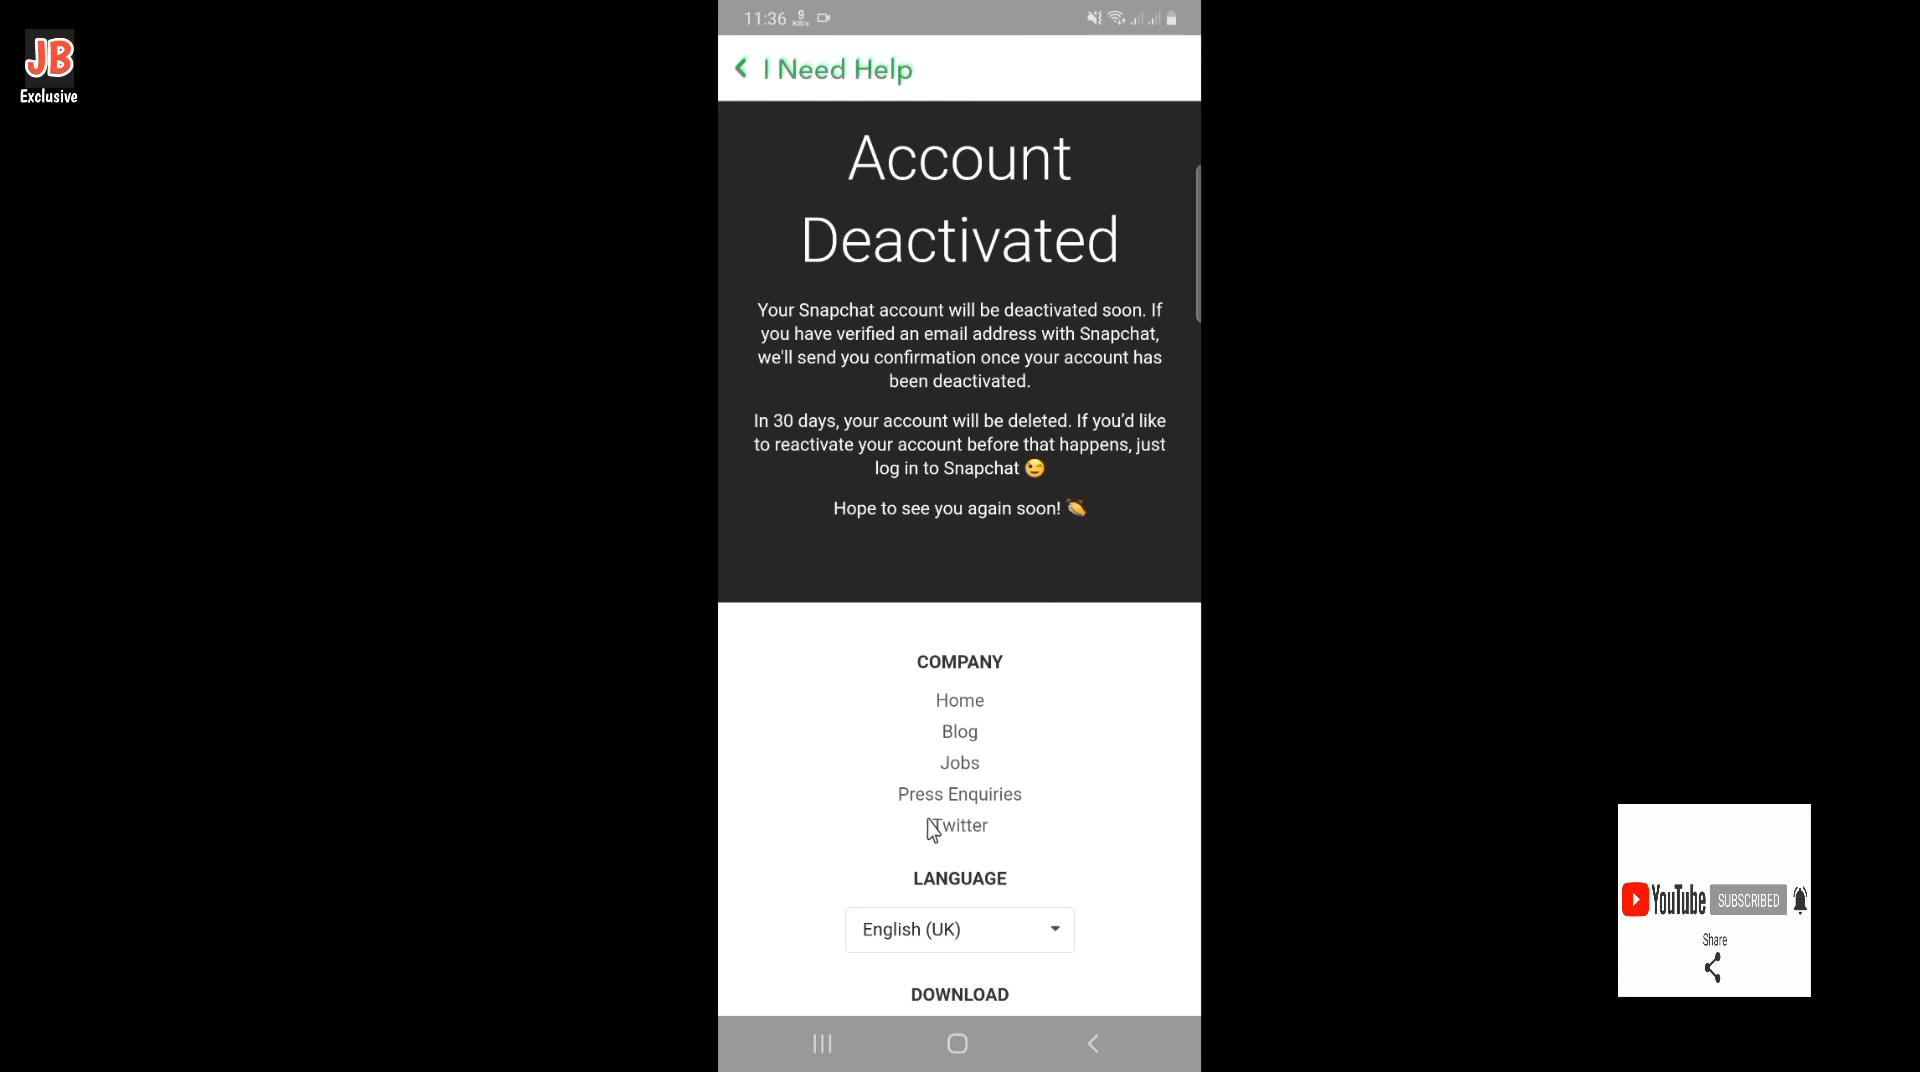 JB
Exclusive
11:36 9 KB/s
I Need Help
Account
Deactivated
Your Snapchat account will be deactivated soon. If
you have verified an email address with Snapchat,
we'll send you confirmation once your account has
been deactivated.
In 30 days, your account will be deleted. If you’d like
to reactivate your account before that happens, just
log in to Snapchat 😉
Hope to see you again soon! 👏
COMPANY
Home
Blog
Jobs
Press Enquiries
Twitter
LANGUAGE
English (UK)
DOWNLOAD
YouTube SUBSCRIBED
Share